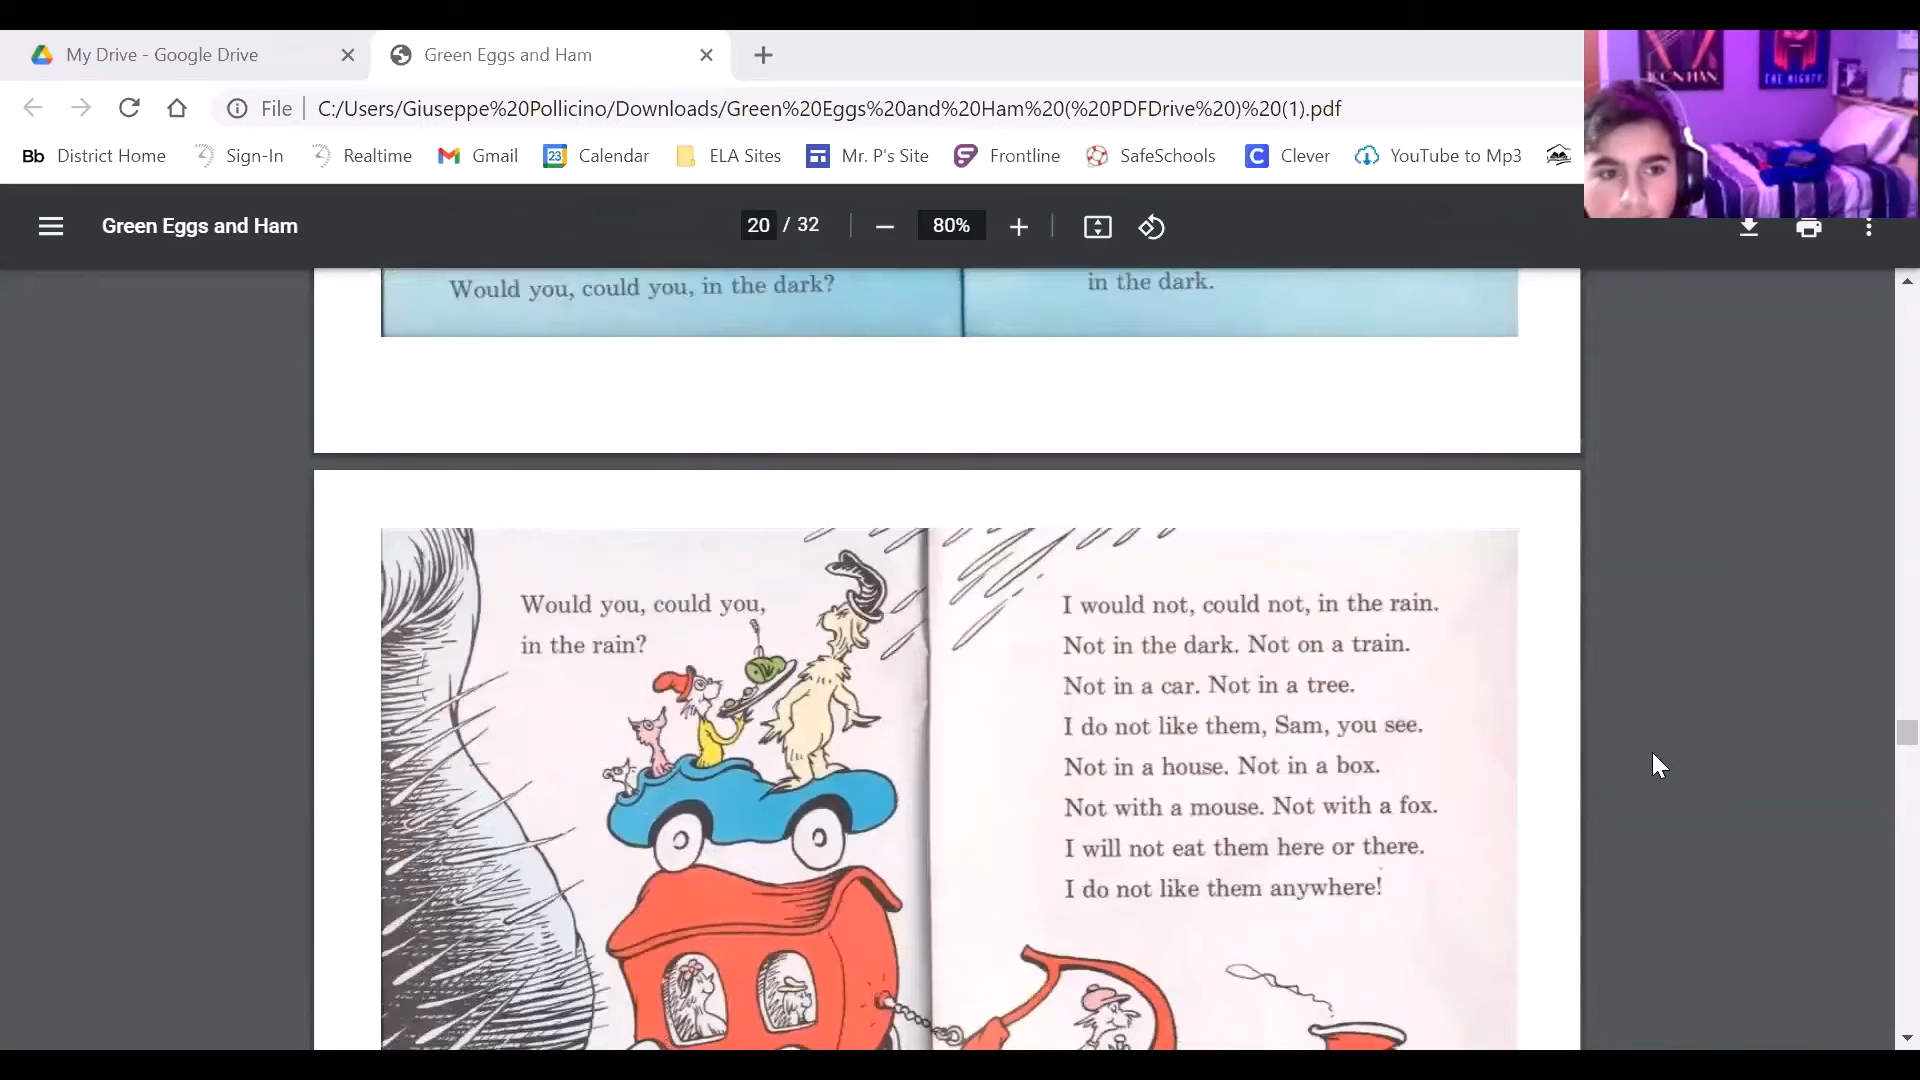 My Drive - Google Drive
Green Eggs and Ham
File C:/Users/Giuseppe%20Pollicino/Downloads/Green%20Eggs%20and%20Ham%20(%20PDFDrive%20)%20(1).pdf
Bb District Home Sign-In Realtime Gmail 23 Calendar ELA Sites Mr. P's Site Frontline SafeSchools C Clever YouTube to Mp3
IRON MAN
THE MIGHTY
Green Eggs and Ham 20 / 32 80%
Would you, could you, in the dark?
in the dark.
Would you, could you,
in the rain?
I would not, could not, in the rain.
Not in the dark. Not on a train.
Not in a car. Not in a tree.
I do not like them, Sam, you see.
Not in a house. Not in a box.
Not with a mouse. Not with a fox.
I will not eat them here or there.
I do not like them anywhere!